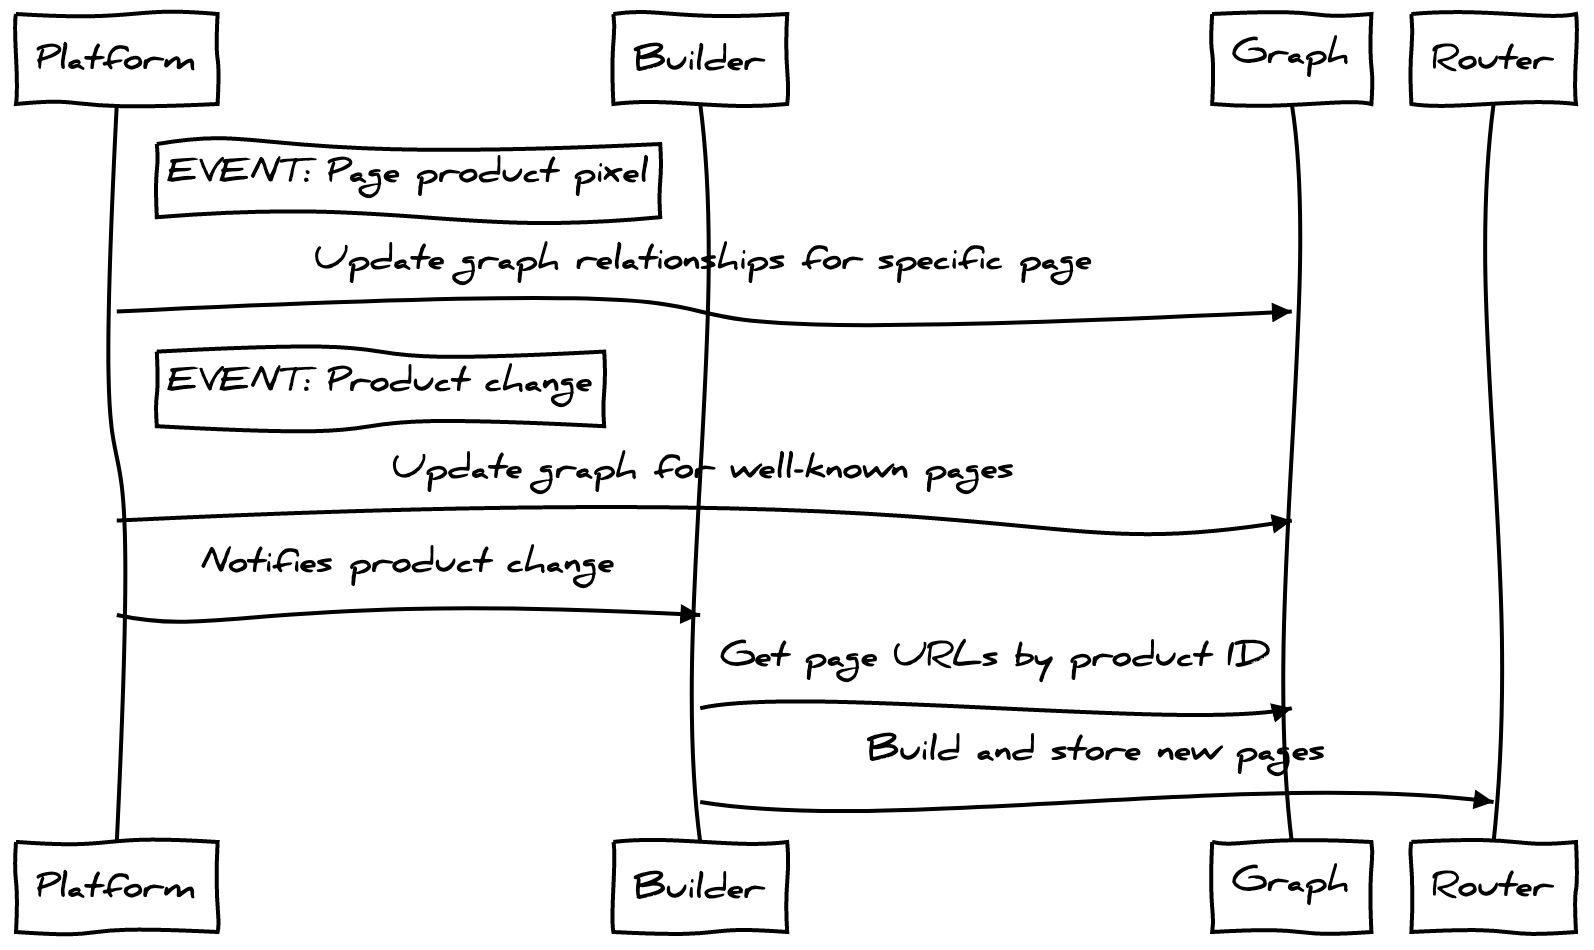 Platform
Builder
Graph
Router
EVENT: Page product pixel
Update graph relationships for specific page
EVENT: Product change
Update graph for well-known pages
Notifies product change
Get page URLs by product ID
Build and store new pages
Platform
Builder
Graph
Router